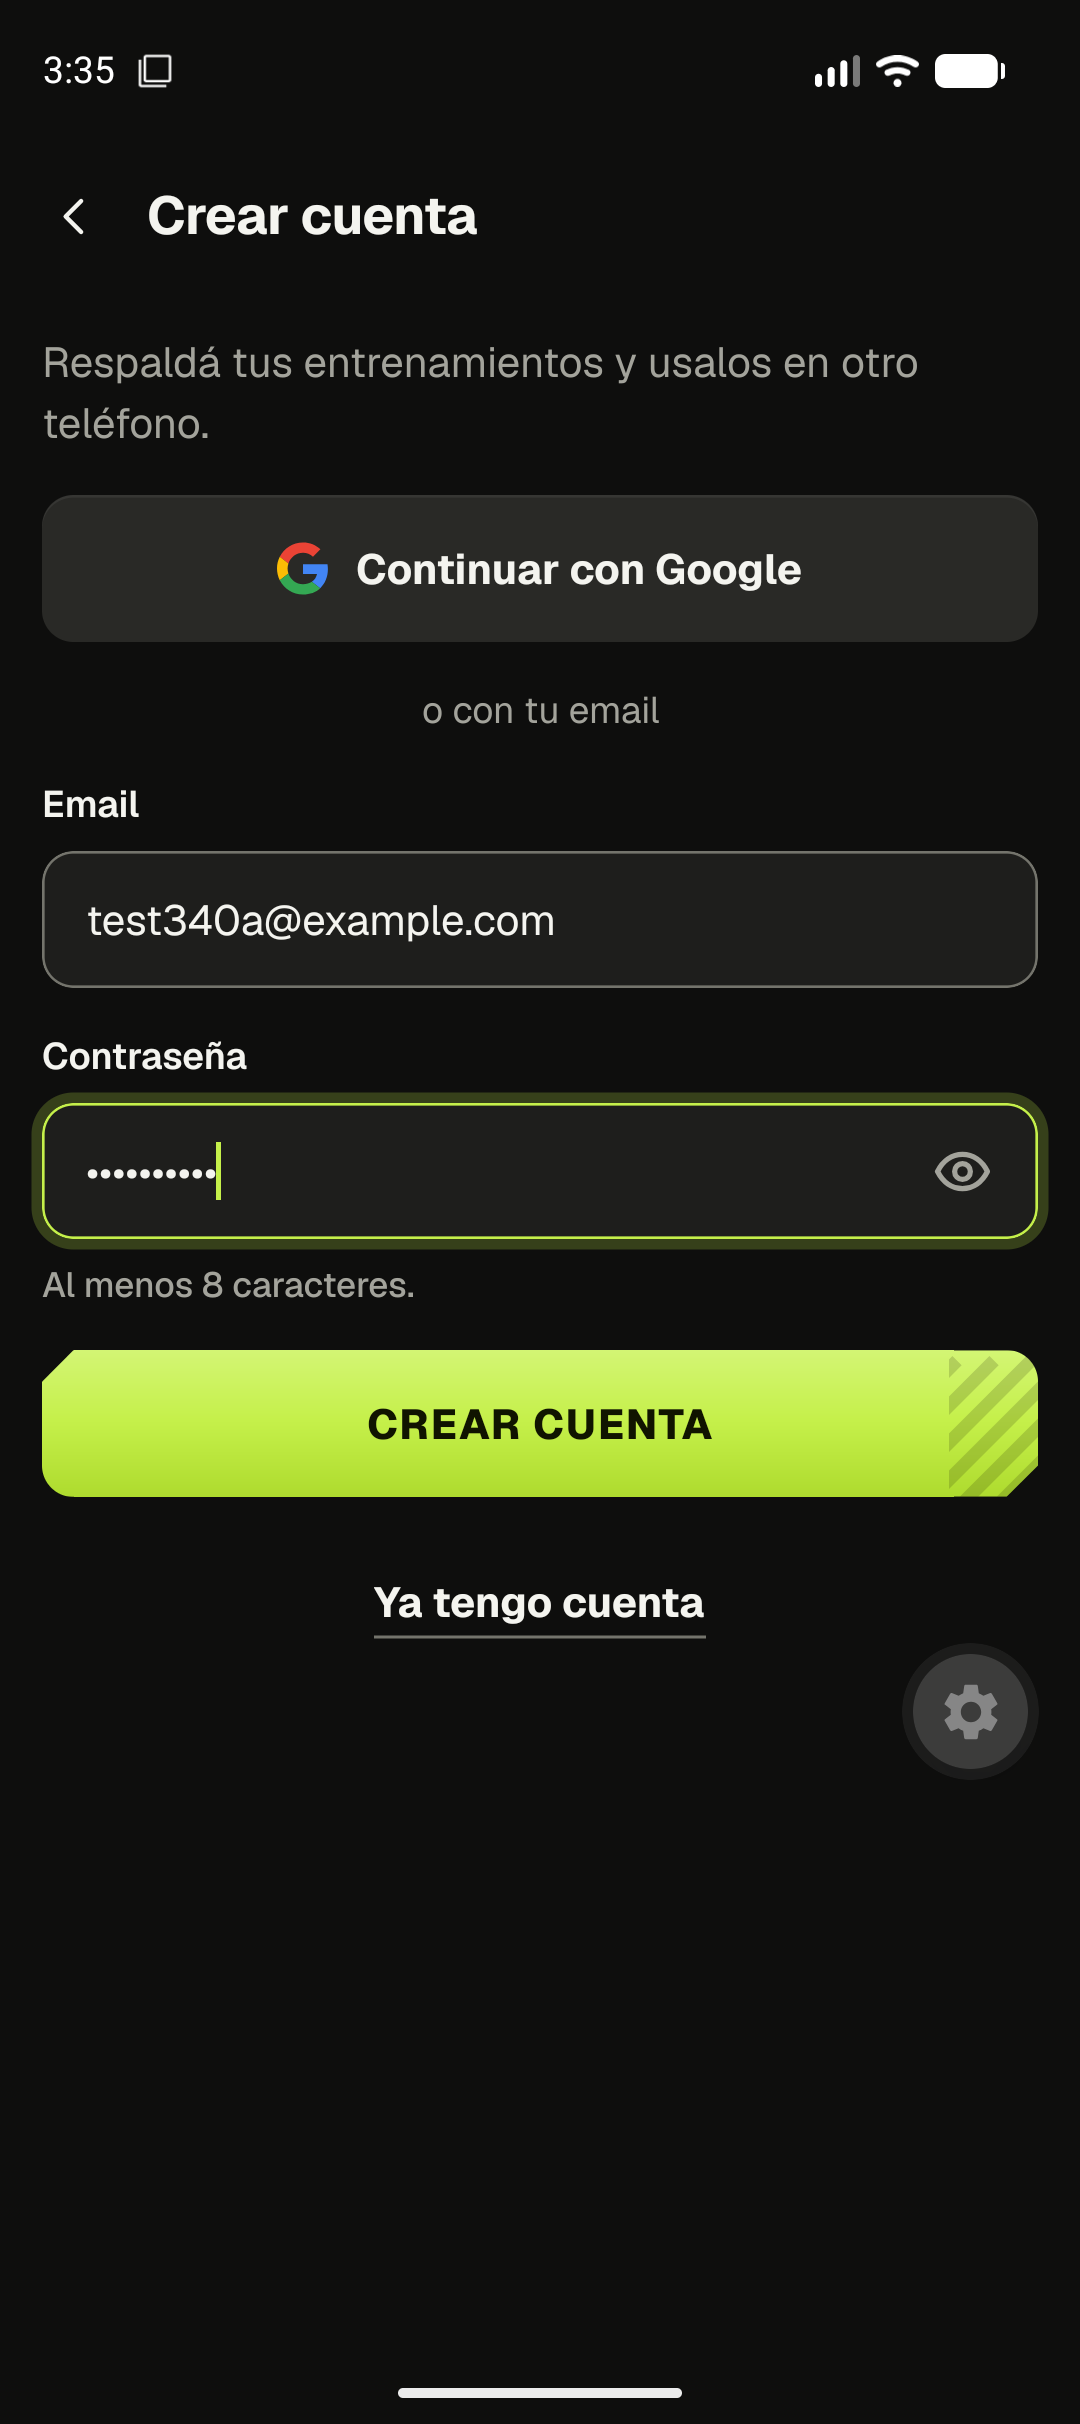 3:35
Crear cuenta
Respaldá tus entrenamientos y usalos en otro
teléfono.
Continuar con Google
o con tu email
Email
test340a@example.com
Contraseña
••••••••••
Al menos 8 caracteres.
CREAR CUENTA
Ya tengo cuenta